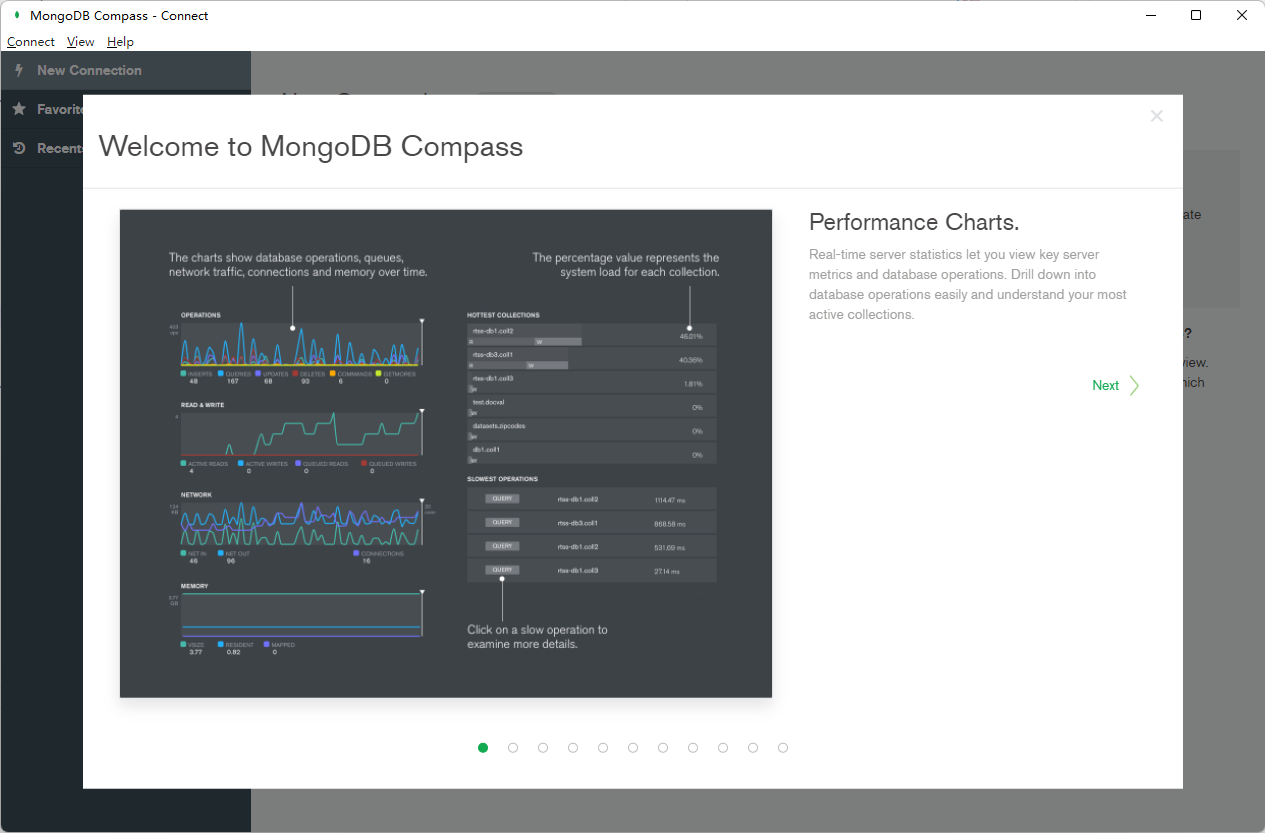 MongoDB Compass - Connect
Connect View Help
New Connection
Favorite
Recents
Welcome to MongoDB Compass
The charts show database operations, queues,
network traffic, connections and memory over time.
The percentage value represents the
system load for each collection.
OPERATIONS
INSERTS QUERIES UPDATES DELETES COMMANDS GETMORES
48 167 68 93 6 0
READ & WRITE
4
ACTIVE READS ACTIVE WRITES QUEUED READS QUEUED WRITES
4 0 0 0
NETWORK
NET IN NET OUT CONNECTIONS
46 96 16
MEMORY
VSIZE RESIDENT MAPPED
3.77 0.82 0
HOTTEST COLLECTIONS
rtss-db1.coll2 46.01%
R W
rtss-db3.coll1 40.36%
R W
rtss-db1.coll3 1.81%
test.docval 0%
datasets.zipcodes 0%
db1.coll1 0%
SLOWEST OPERATIONS
QUERY rtss-db1.coll2 1114.47 ms
QUERY rtss-db3.coll1 868.58 ms
QUERY rtss-db1.coll2 531.69 ms
QUERY rtss-db1.coll3 27.14 ms
Click on a slow operation to
examine more details.
Performance Charts.
Real-time server statistics let you view key server
metrics and database operations. Drill down into
database operations easily and understand your most
active collections.
Next
ate
?
view.
hich